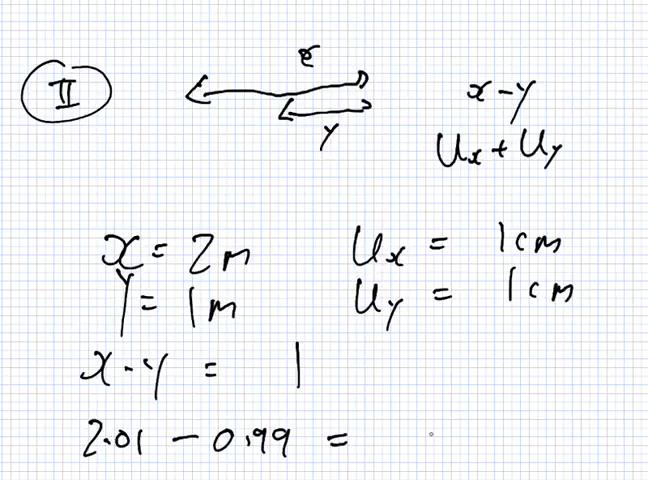 II
x
x - y
y
Ux + Uy
x = 2m Ux = 1cm
y = 1m Uy = 1cm
x - y = 1
2.01 - 0.99 =